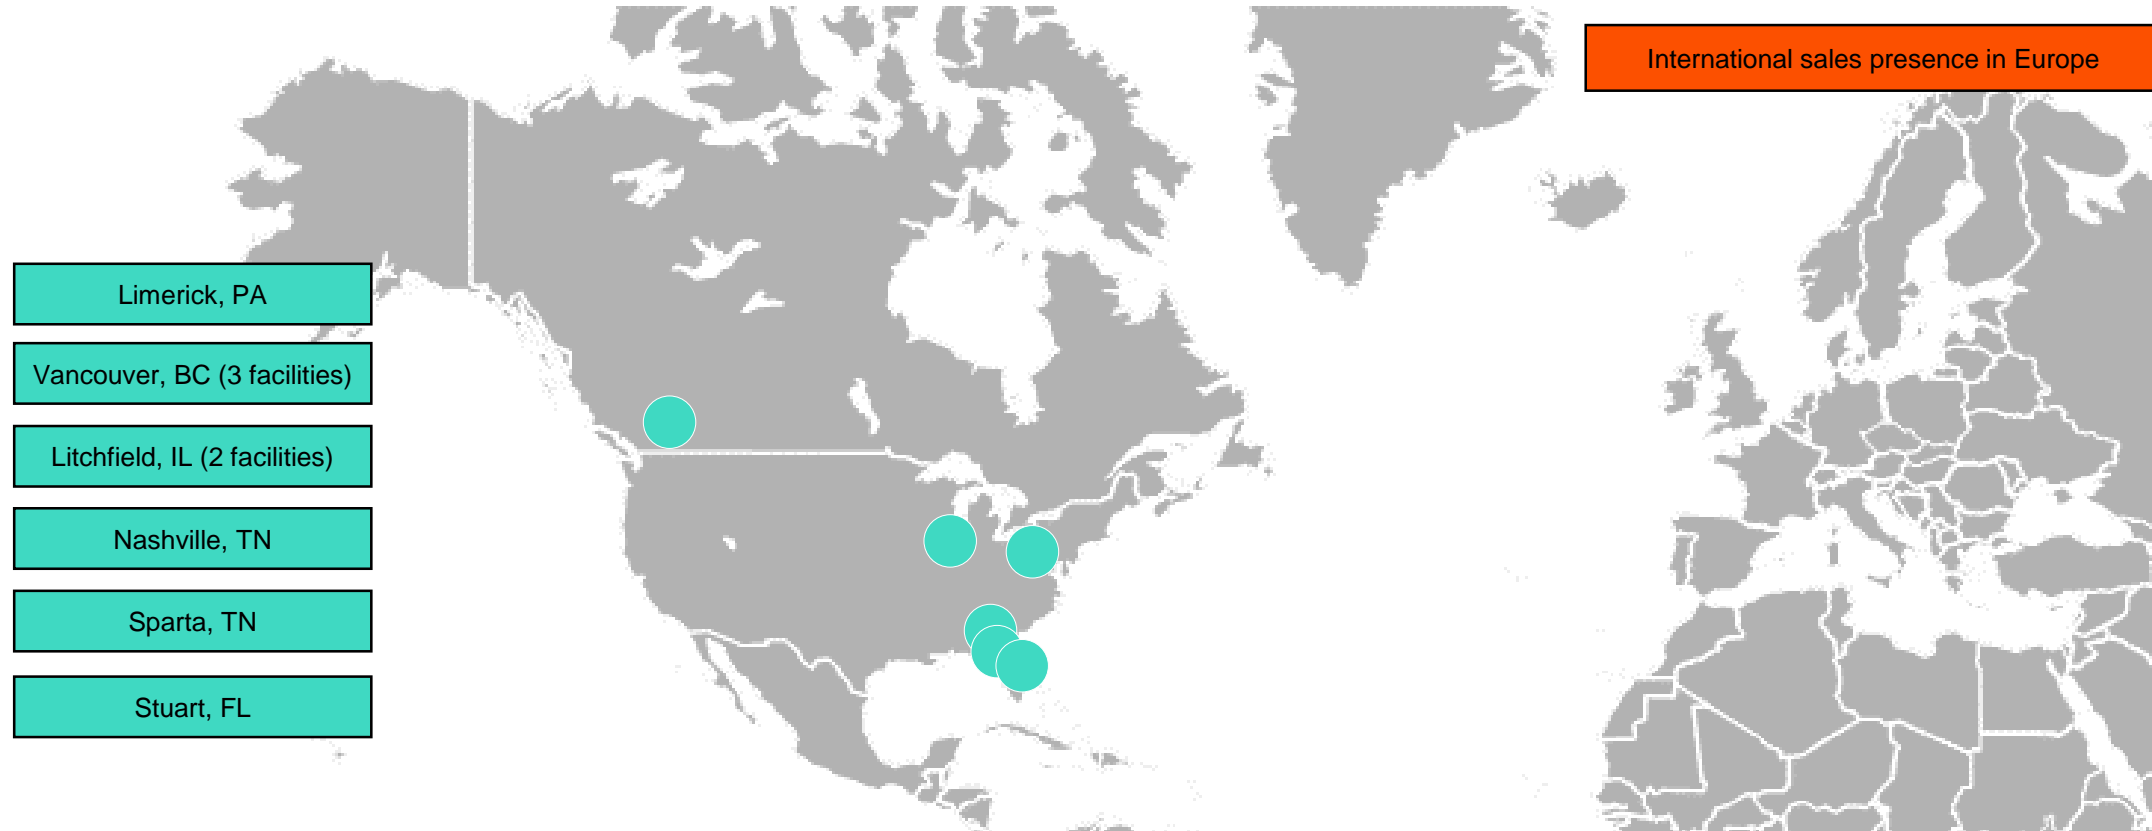 International sales presence in Europe
Limerick, PA
Vancouver, BC (3 facilities)
Litchfield, IL (2 facilities)
Nashville, TN
Sparta, TN
Stuart, FL